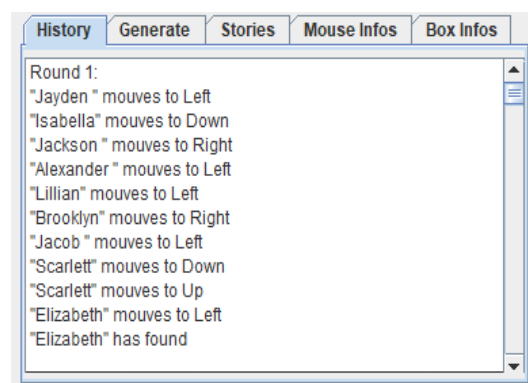 History Generate Stories Mouse Infos Box Infos
Round 1:
"Jayden " mouves to Left
"Isabella" mouves to Down
"Jackson " mouves to Right
"Alexander " mouves to Left
"Lillian" mouves to Left
"Brooklyn" mouves to Right
"Jacob " mouves to Left
"Scarlett" mouves to Down
"Scarlett" mouves to Up
"Elizabeth" mouves to Left
"Elizabeth" has found